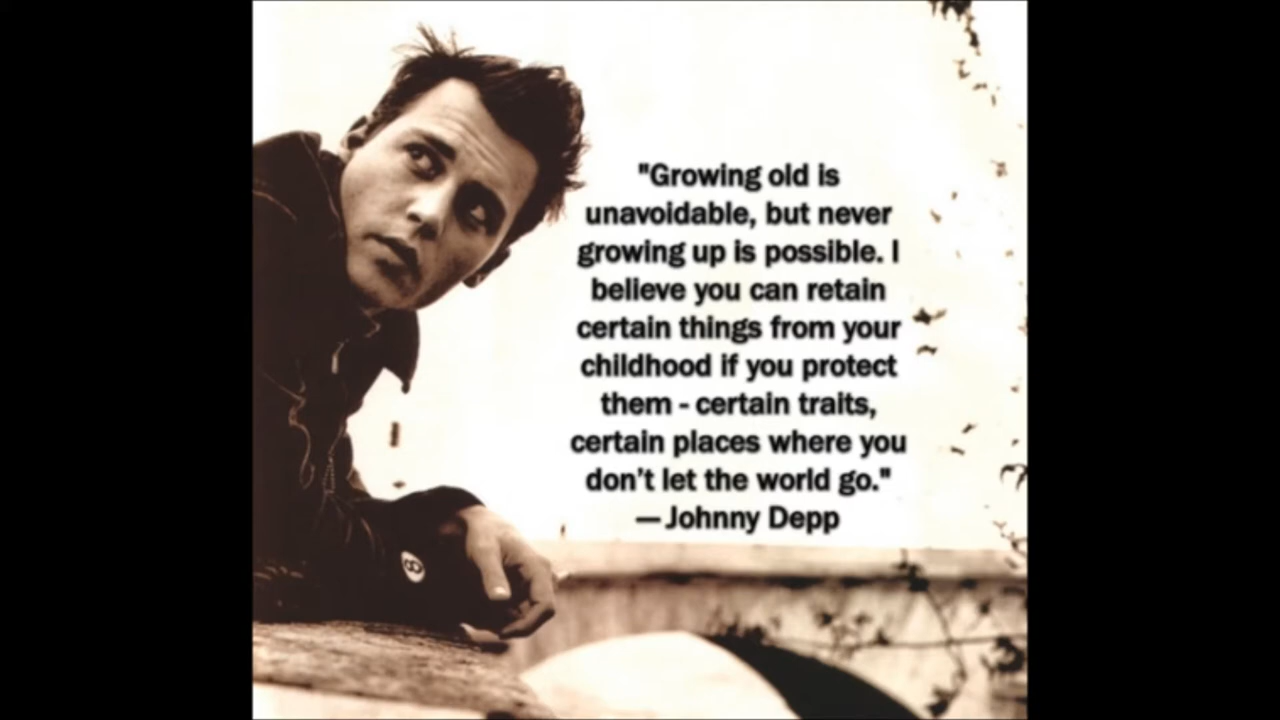 "Growing old is
unavoidable, but never
growing up is possible. I
believe you can retain
certain things from your
childhood if you protect
them - certain traits,
certain places where you
don't let the world go."
— Johnny Depp
8